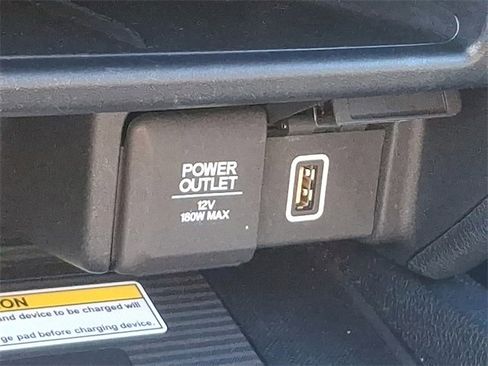 POWER
OUTLET
12V
180W MAX
ON
and device to be charged will
ge pad before charging device.